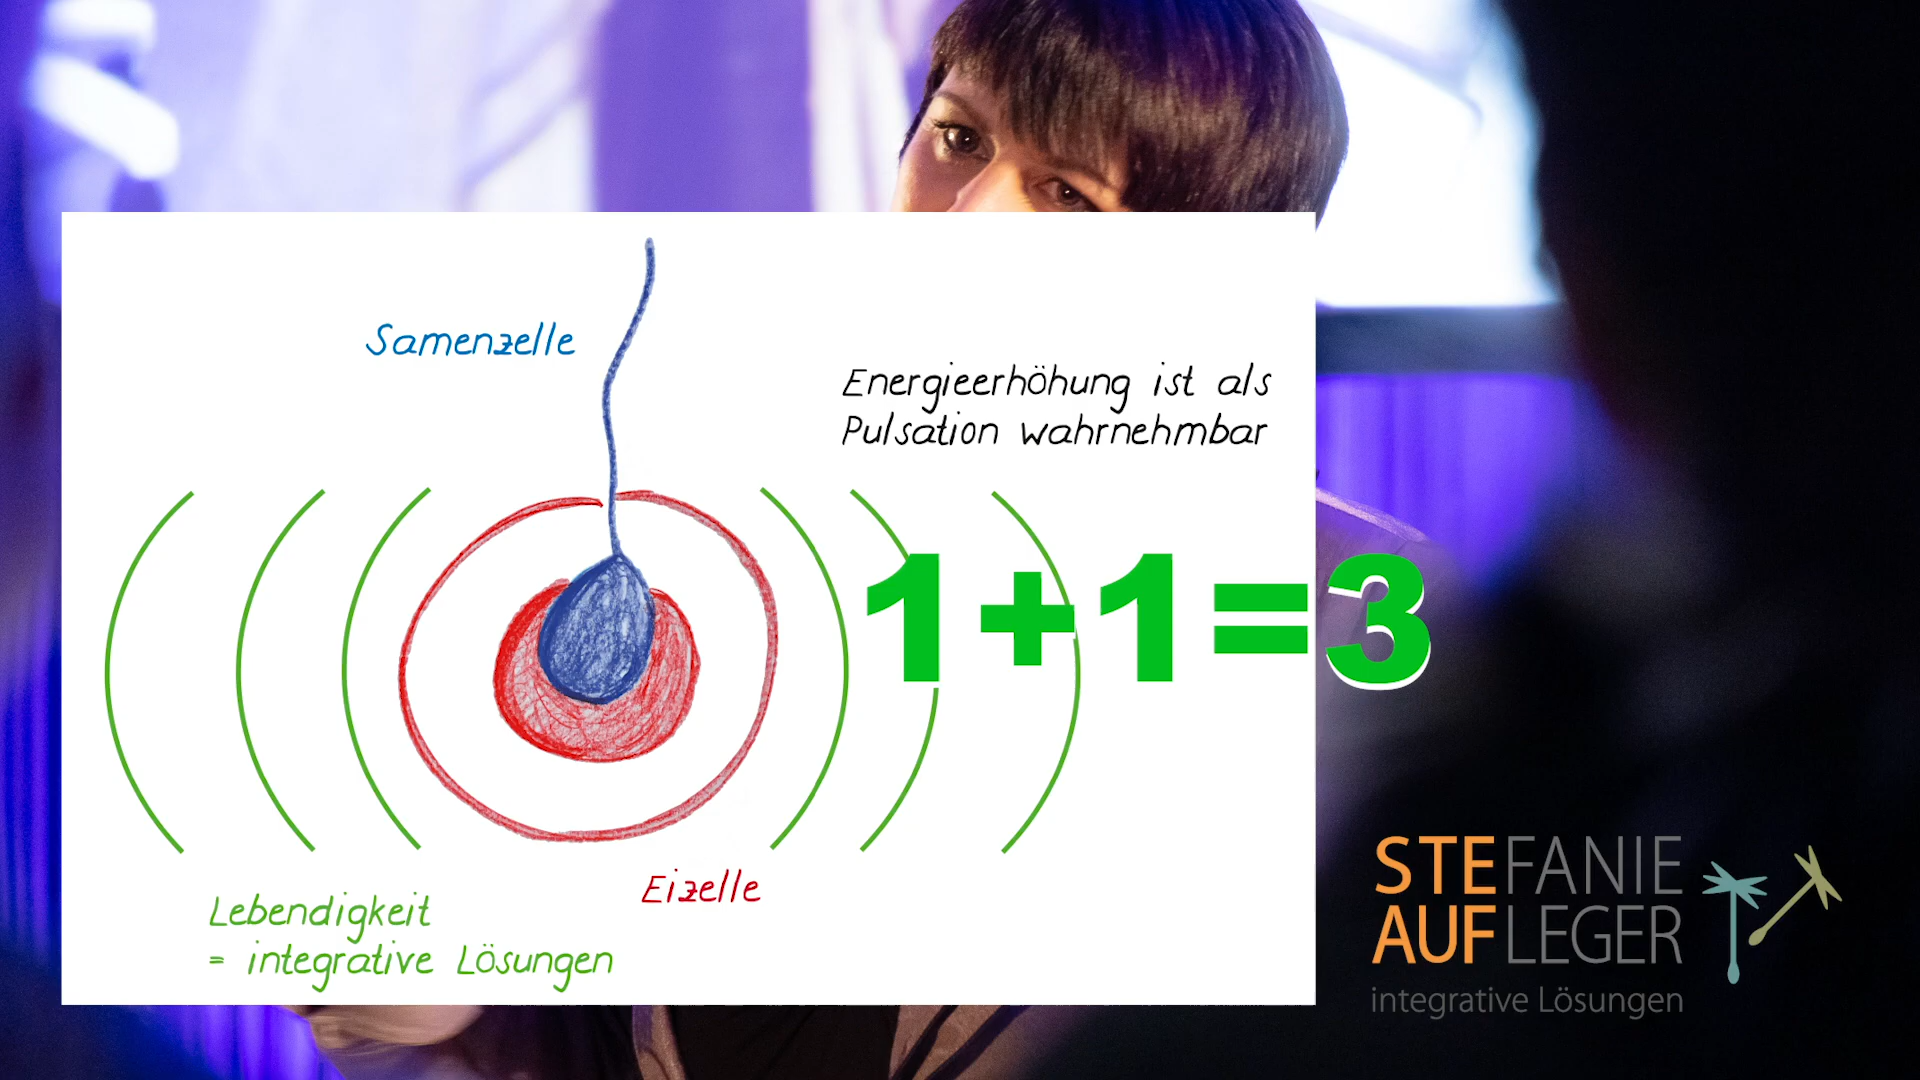 Samenzelle
Energieerhöhung ist als
Pulsation wahrnehmbar
1+1=3
Eizelle
Lebendigkeit
= integrative Lösungen
STEFANIE
AUFLEGER
integrative Lösungen